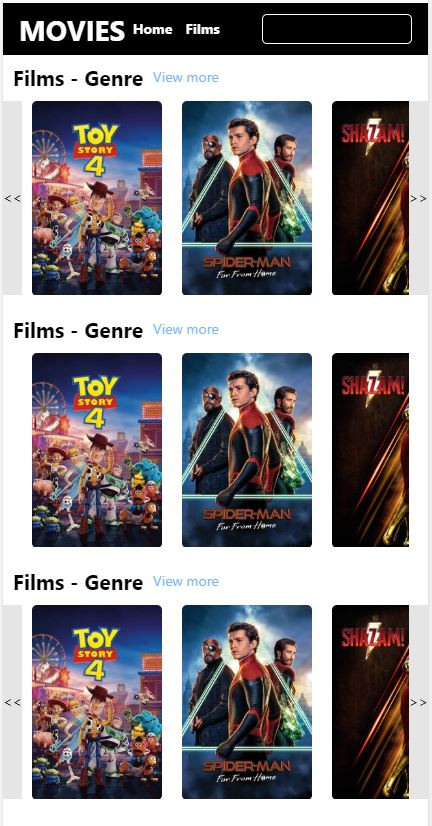 MOVIES Home Films
Films - Genre View more
<<
TOY
STORY
4
SPIDER-MAN
Far From Home
SHAZAM!
>>
Films - Genre View more
TOY
STORY
4
SPIDER-MAN
Far From Home
SHAZAM!
Films - Genre View more
<<
TOY
STORY
4
SPIDER-MAN
Far From Home
SHAZAM!
>>